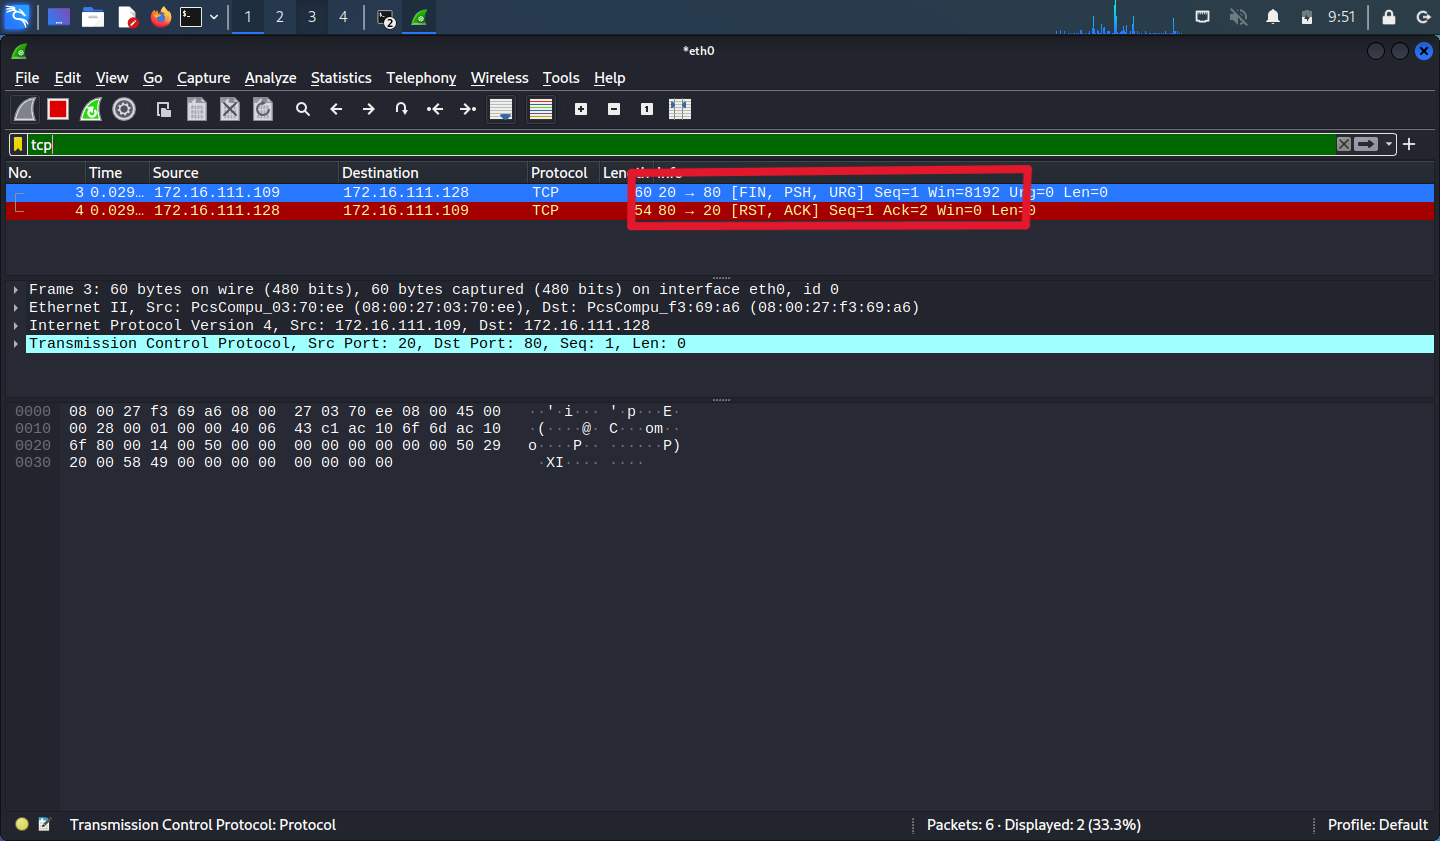 1 2 3 4 2 9:51
*eth0
File Edit View Go Capture Analyze Statistics Telephony Wireless Tools Help
tcp
No. Time Source Destination Protocol
3 0.029… 172.16.111.109 172.16.111.128 TCP 60 20 → 80 [FIN, PSH, URG] Seq=1 Win=8192 Urg=0 Len=0
4 0.029… 172.16.111.128 172.16.111.109 TCP 54 80 → 20 [RST, ACK] Seq=1 Ack=2 Win=0 Len=0
Frame 3: 60 bytes on wire (480 bits), 60 bytes captured (480 bits) on interface eth0, id 0
Ethernet II, Src: PcsCompu_03:70:ee (08:00:27:03:70:ee), Dst: PcsCompu_f3:69:a6 (08:00:27:f3:69:a6)
Internet Protocol Version 4, Src: 172.16.111.109, Dst: 172.16.111.128
Transmission Control Protocol, Src Port: 20, Dst Port: 80, Seq: 1, Len: 0
0000 08 00 27 f3 69 a6 08 00 27 03 70 ee 08 00 45 00 ··'·i··· '·p···E·
0010 00 28 00 01 00 00 40 06 43 c1 ac 10 6f 6d ac 10 ·(····@· C···om··
0020 6f 80 00 14 00 50 00 00 00 00 00 00 00 00 50 29 o····P·· ······P)
0030 20 00 58 49 00 00 00 00 00 00 00 00 ·XI···· ····
Transmission Control Protocol: Protocol Packets: 6 · Displayed: 2 (33.3%) Profile: Default